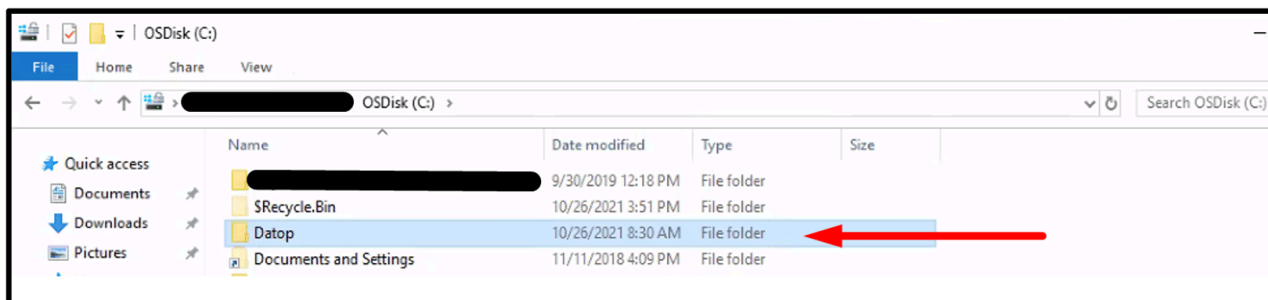 OSDisk (C:)
File Home Share View
OSDisk (C:) Search OSDisk (C:)
Name Date modified Type Size
Quick access
9/30/2019 12:18 PM File folder
Documents
$Recycle.Bin 10/26/2021 3:51 PM File folder
Downloads
Datop 10/26/2021 8:30 AM File folder
Pictures
Documents and Settings 11/11/2018 4:09 PM File folder